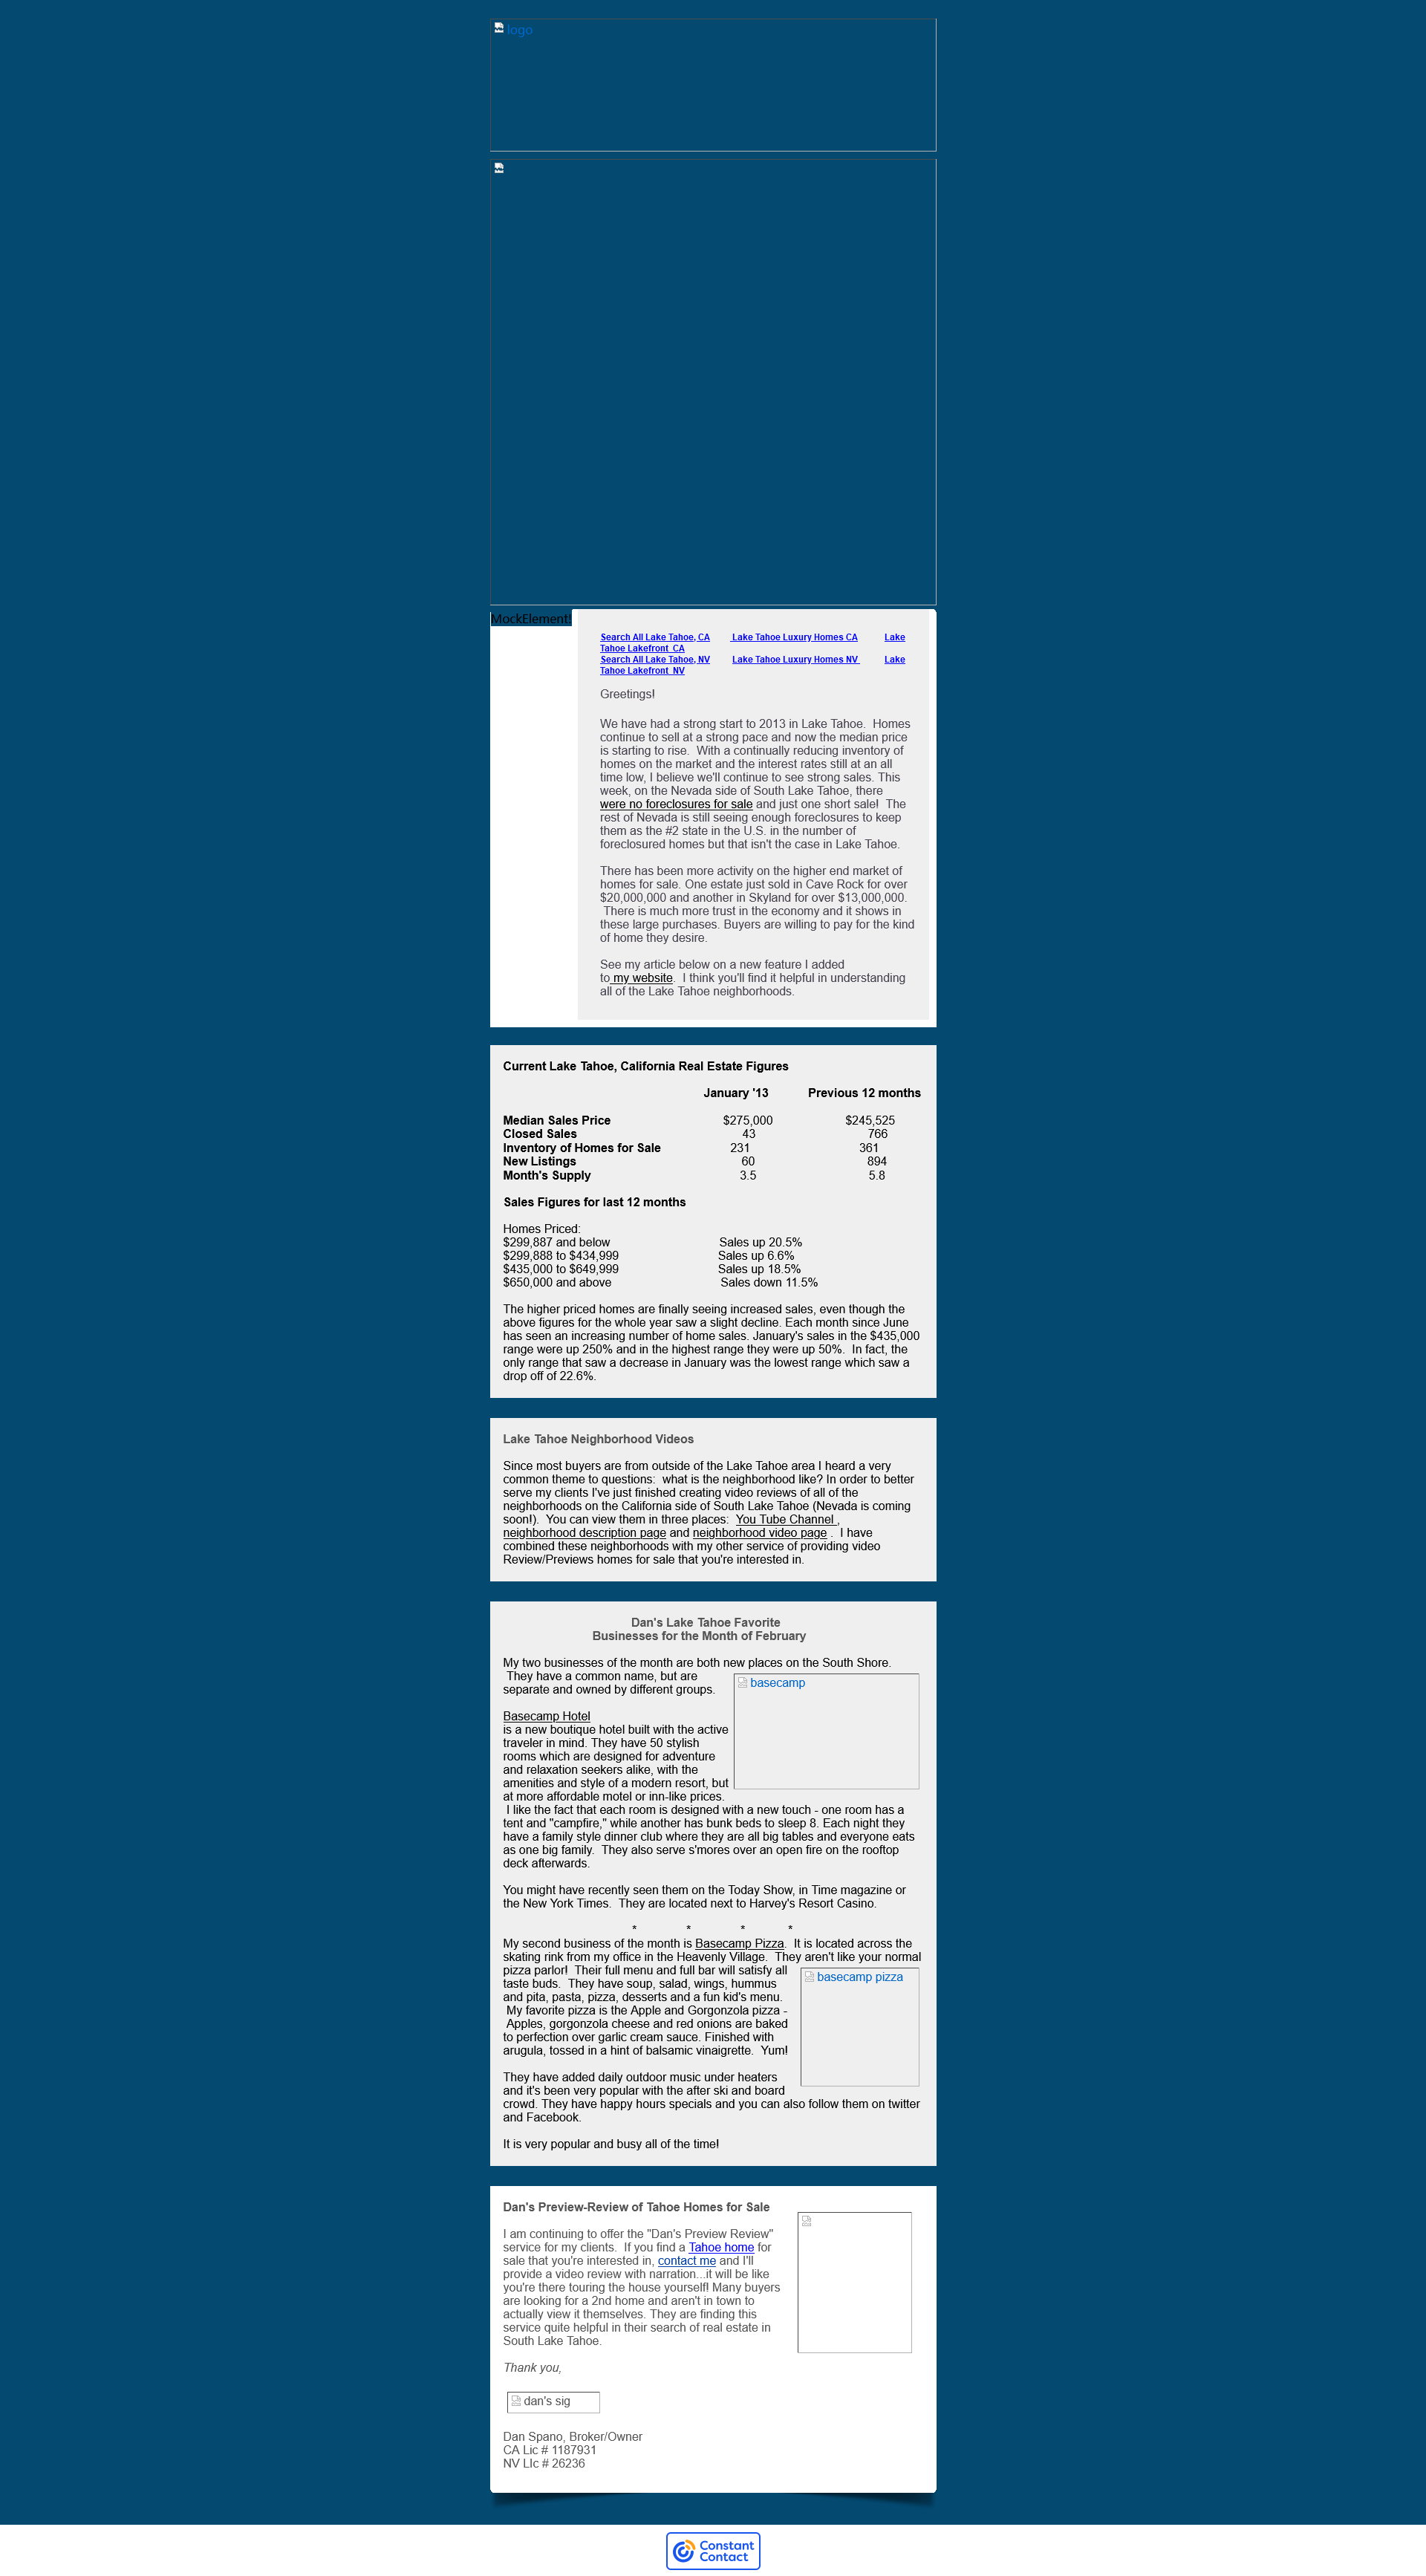 logo
MockElement!
Search All Lake Tahoe, CA Lake Tahoe Luxury Homes CA Lake
Tahoe Lakefront CA
Search All Lake Tahoe, NV Lake Tahoe Luxury Homes NV Lake
Tahoe Lakefront NV
Greetings!
We have had a strong start to 2013 in Lake Tahoe. Homes
continue to sell at a strong pace and now the median price
is starting to rise. With a continually reducing inventory of
homes on the market and the interest rates still at an all
time low, I believe we'll continue to see strong sales. This
week, on the Nevada side of South Lake Tahoe, there
were no foreclosures for sale and just one short sale! The
rest of Nevada is still seeing enough foreclosures to keep
them as the #2 state in the U.S. in the number of
foreclosured homes but that isn't the case in Lake Tahoe.
There has been more activity on the higher end market of
homes for sale. One estate just sold in Cave Rock for over
$20,000,000 and another in Skyland for over $13,000,000.
There is much more trust in the economy and it shows in
these large purchases. Buyers are willing to pay for the kind
of home they desire.
See my article below on a new feature I added
to my website. I think you'll find it helpful in understanding
all of the Lake Tahoe neighborhoods.
Current Lake Tahoe, California Real Estate Figures
January '13 Previous 12 months
Median Sales Price $275,000 $245,525
Closed Sales 43 766
Inventory of Homes for Sale 231 361
New Listings 60 894
Month's Supply 3.5 5.8
Sales Figures for last 12 months
Homes Priced:
$299,887 and below Sales up 20.5%
$299,888 to $434,999 Sales up 6.6%
$435,000 to $649,999 Sales up 18.5%
$650,000 and above Sales down 11.5%
The higher priced homes are finally seeing increased sales, even though the
above figures for the whole year saw a slight decline. Each month since June
has seen an increasing number of home sales. January's sales in the $435,000
range were up 250% and in the highest range they were up 50%. In fact, the
only range that saw a decrease in January was the lowest range which saw a
drop off of 22.6%.
Lake Tahoe Neighborhood Videos
Since most buyers are from outside of the Lake Tahoe area I heard a very
common theme to questions: what is the neighborhood like? In order to better
serve my clients I've just finished creating video reviews of all of the
neighborhoods on the California side of South Lake Tahoe (Nevada is coming
soon!). You can view them in three places: You Tube Channel ,
neighborhood description page and neighborhood video page . I have
combined these neighborhoods with my other service of providing video
Review/Previews homes for sale that you're interested in.
Dan's Lake Tahoe Favorite
Businesses for the Month of February
My two businesses of the month are both new places on the South Shore.
They have a common name, but are
separate and owned by different groups.
basecamp
Basecamp Hotel
is a new boutique hotel built with the active
traveler in mind. They have 50 stylish
rooms which are designed for adventure
and relaxation seekers alike, with the
amenities and style of a modern resort, but
at more affordable motel or inn-like prices.
I like the fact that each room is designed with a new touch - one room has a
tent and "campfire," while another has bunk beds to sleep 8. Each night they
have a family style dinner club where they are all big tables and everyone eats
as one big family. They also serve s'mores over an open fire on the rooftop
deck afterwards.
You might have recently seen them on the Today Show, in Time magazine or
the New York Times. They are located next to Harvey's Resort Casino.
* * * *
My second business of the month is Basecamp Pizza. It is located across the
skating rink from my office in the Heavenly Village. They aren't like your normal
pizza parlor! Their full menu and full bar will satisfy all
taste buds. They have soup, salad, wings, hummus
and pita, pasta, pizza, desserts and a fun kid's menu.
My favorite pizza is the Apple and Gorgonzola pizza -
Apples, gorgonzola cheese and red onions are baked
to perfection over garlic cream sauce. Finished with
arugula, tossed in a hint of balsamic vinaigrette. Yum!
basecamp pizza
They have added daily outdoor music under heaters
and it's been very popular with the after ski and board
crowd. They have happy hours specials and you can also follow them on twitter
and Facebook.
It is very popular and busy all of the time!
Dan's Preview-Review of Tahoe Homes for Sale
I am continuing to offer the "Dan's Preview Review"
service for my clients. If you find a Tahoe home for
sale that you're interested in, contact me and I'll
provide a video review with narration...it will be like
you're there touring the house yourself! Many buyers
are looking for a 2nd home and aren't in town to
actually view it themselves. They are finding this
service quite helpful in their search of real estate in
South Lake Tahoe.
Thank you,
dan's sig
Dan Spano, Broker/Owner
CA Lic # 1187931
NV LIc # 26236
Constant
Contact